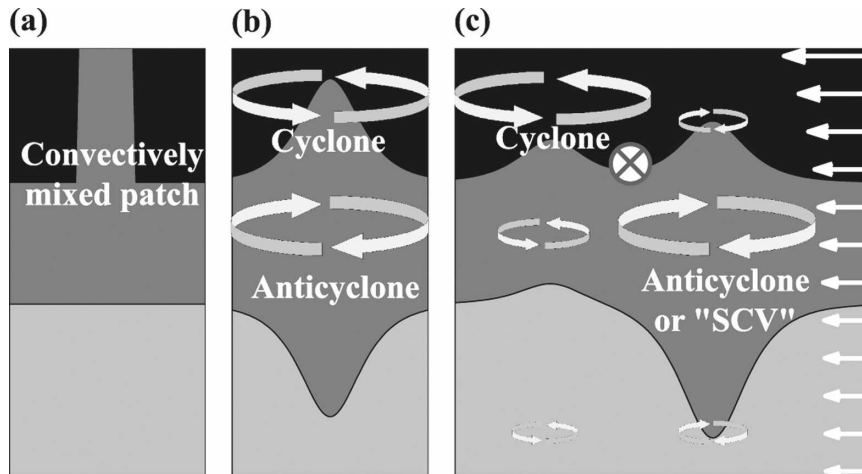 (a)
(b)
(c)
Convectively
mixed patch
Cyclone
Anticyclone
Cyclone
Anticyclone
or "SCV"